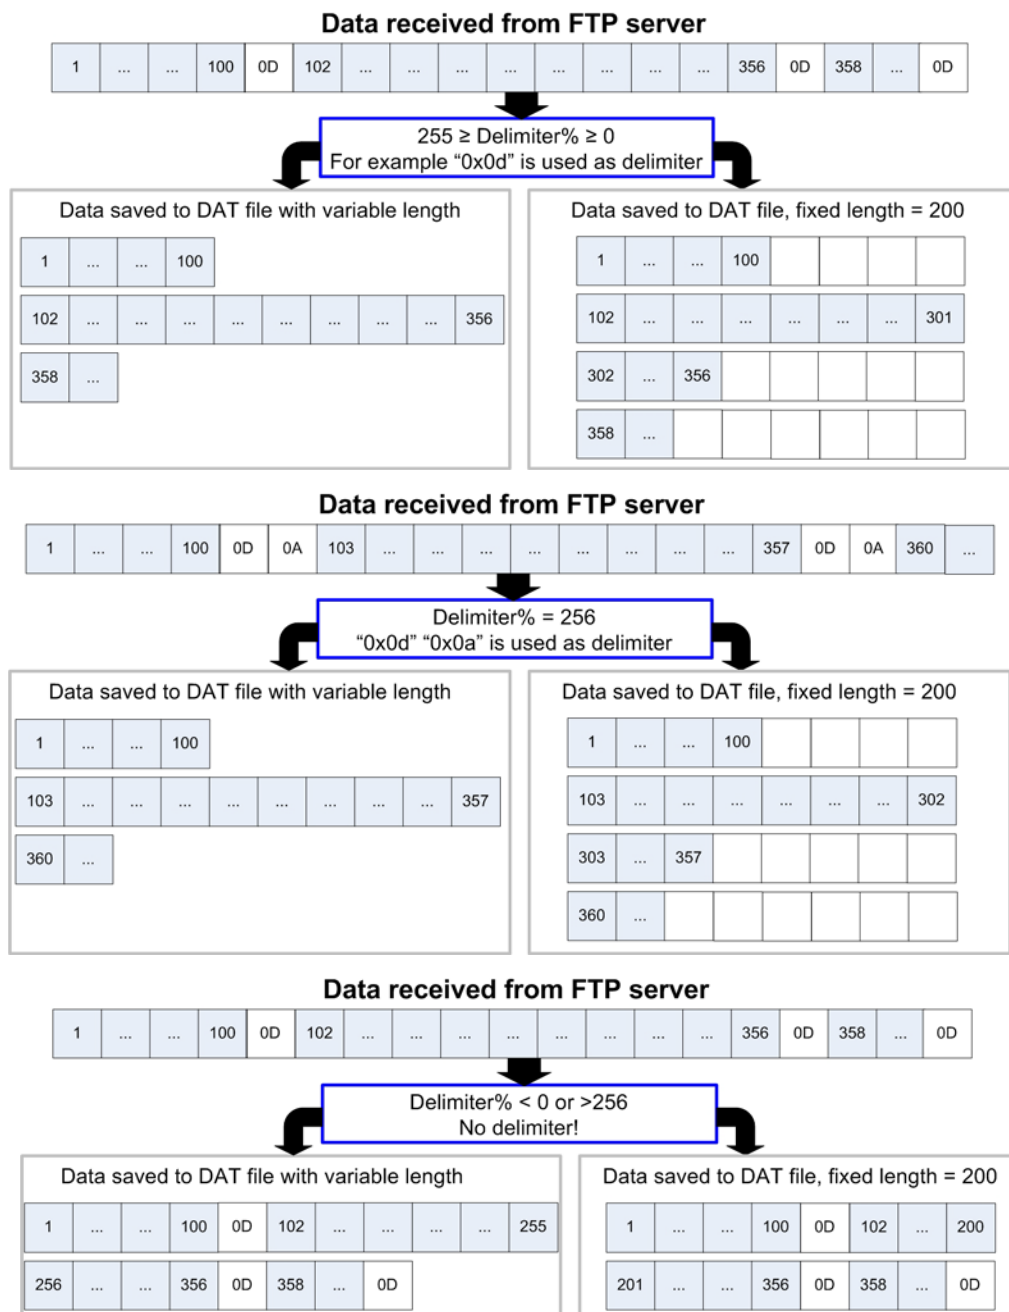 Data received from FTP server
1 ... ... 100 0D 102 ... ... ... ... ... ... ... ... 356 0D 358 ... 0D
255 ≥ Delimiter% ≥ 0
For example “0x0d” is used as delimiter
Data saved to DAT file with variable length
1 ... ... 100
102 ... ... ... ... ... ... ... ... 356
358 ...
Data saved to DAT file, fixed length = 200
1 ... ... 100
102 ... ... ... ... ... ... 301
302 ... 356
358 ...
Data received from FTP server
1 ... ... 100 0D 0A 103 ... ... ... ... ... ... ... ... 357 0D 0A 360 ...
Delimiter% = 256
“0x0d” “0x0a” is used as delimiter
Data saved to DAT file with variable length
1 ... ... 100
103 ... ... ... ... ... ... ... ... 357
360 ...
Data saved to DAT file, fixed length = 200
1 ... ... 100
103 ... ... ... ... ... ... 302
303 ... 357
360 ...
Data received from FTP server
1 ... ... 100 0D 102 ... ... ... ... ... ... ... ... 356 0D 358 ... 0D
Delimiter% < 0 or >256
No delimiter!
Data saved to DAT file with variable length
1 ... ... 100 0D 102 ... ... ... ... 255
256 ... ... 356 0D 358 ... 0D
Data saved to DAT file, fixed length = 200
1 ... ... 100 0D 102 ... 200
201 ... ... 356 0D 358 ... 0D